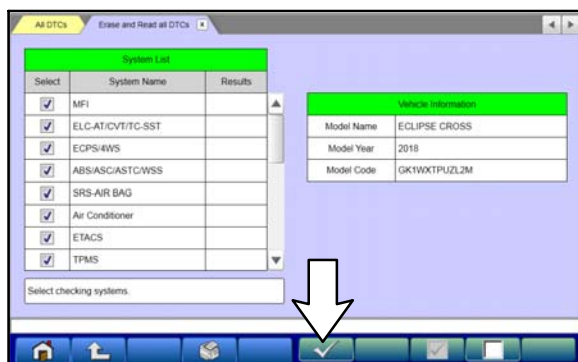 All DTCs
Erase and Read all DTCs
System List
Select System Name Results
MFI
ELC-AT/CVT/TC-SST
ECPS/4WS
ABS/ASC/ASTC/WSS
SRS-AIR BAG
Air Conditioner
ETACS
TPMS
Select checking systems.
Vehicle Information
Model Name ECLIPSE CROSS
Model Year 2018
Model Code GK1WXTPUZL2M